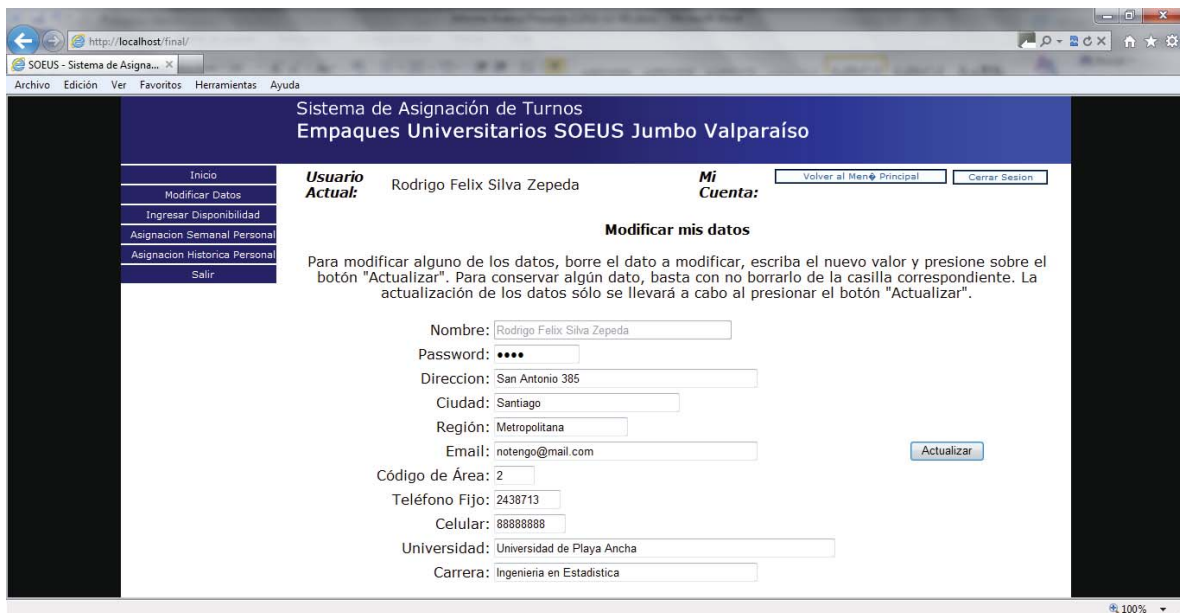 http://localhost/final/
SOEUS - Sistema de Asigna...
Archivo Edición Ver Favoritos Herramientas Ayuda
Sistema de Asignación de Turnos
Empaques Universitarios SOEUS Jumbo Valparaíso
Inicio
Modificar Datos
Ingresar Disponibilidad
Asignacion Semanal Personal
Asignacion Historica Personal
Salir
Usuario Actual: Rodrigo Felix Silva Zepeda
Mi Cuenta:
Volver al Men� Principal
Cerrar Sesion
Modificar mis datos
Para modificar alguno de los datos, borre el dato a modificar, escriba el nuevo valor y presione sobre el
botón "Actualizar". Para conservar algún dato, basta con no borrarlo de la casilla correspondiente. La
actualización de los datos sólo se llevará a cabo al presionar el botón "Actualizar".
Nombre: Rodrigo Felix Silva Zepeda
Password: ••••
Direccion: San Antonio 385
Ciudad: Santiago
Región: Metropolitana
Email: notengo@mail.com
Actualizar
Código de Área: 2
Teléfono Fijo: 2438713
Celular: 88888888
Universidad: Universidad de Playa Ancha
Carrera: Ingenieria en Estadistica
100%